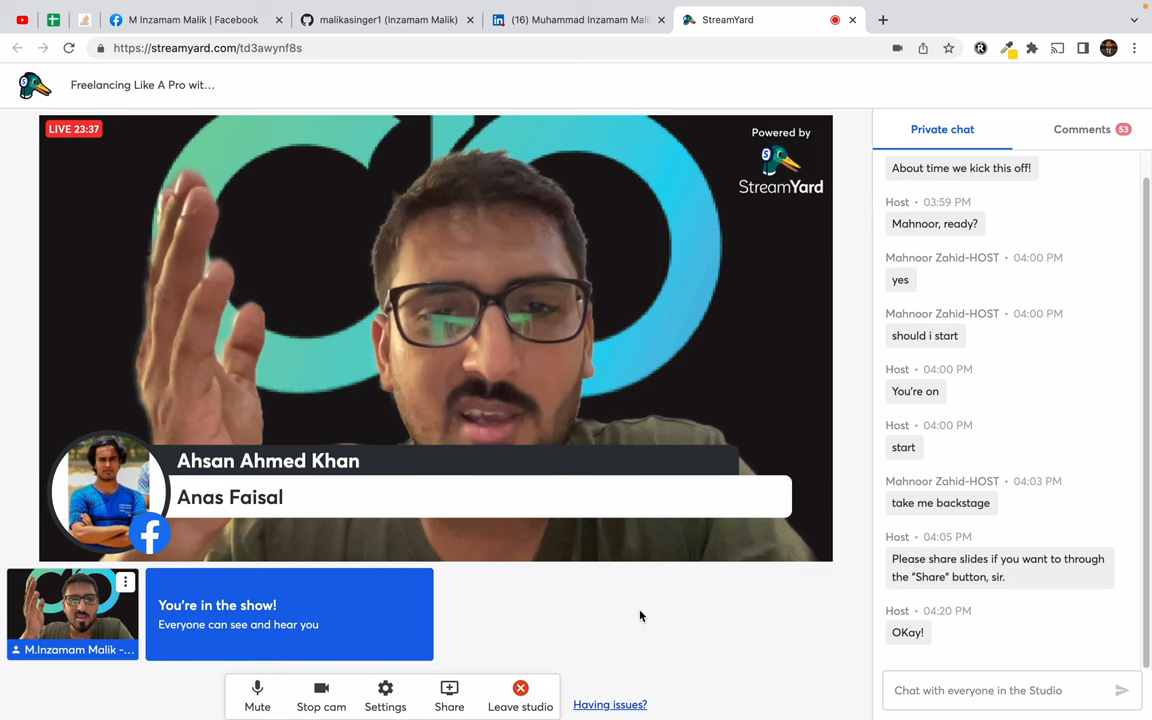 M Inzamam Malik | Facebook
malikasinger1 (Inzamam Malik)
(16) Muhammad Inzamam Malik
StreamYard
https://streamyard.com/td3awynf8s
Freelancing Like A Pro wit...
LIVE 23:37
Powered by
StreamYard
Ahsan Ahmed Khan
Anas Faisal
M.Inzamam Malik -...
You're in the show!
Everyone can see and hear you
Mute
Stop cam
Settings
Share
Leave studio
Having issues?
Private chat
Comments 53
About time we kick this off!
Host • 03:59 PM
Mahnoor, ready?
Mahnoor Zahid-HOST • 04:00 PM
yes
Mahnoor Zahid-HOST • 04:00 PM
should i start
Host • 04:00 PM
You're on
Host • 04:00 PM
start
Mahnoor Zahid-HOST • 04:03 PM
take me backstage
Host • 04:05 PM
Please share slides if you want to through
the "Share" button, sir.
Host • 04:20 PM
OKay!
Chat with everyone in the Studio